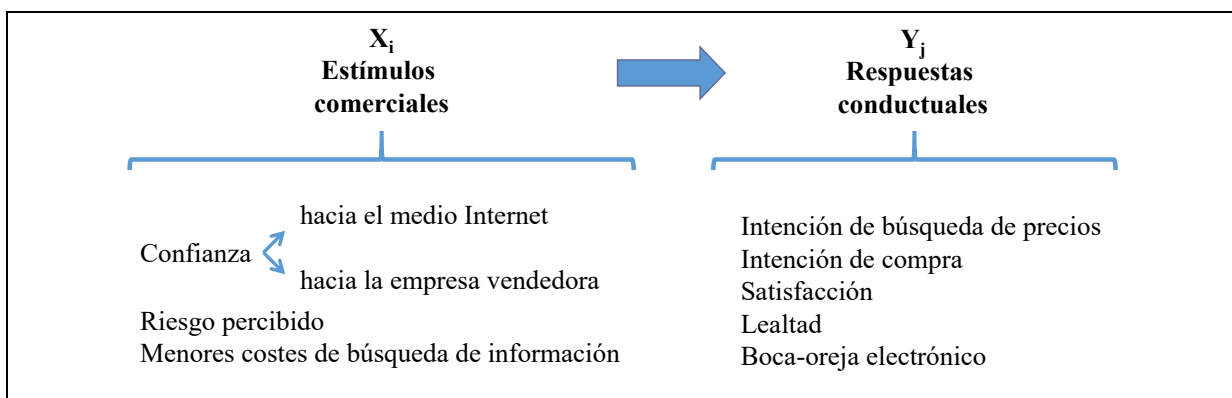 Xi
Estímulos
comerciales
hacia el medio Internet
Confianza
hacia la empresa vendedora
Riesgo percibido
Menores costes de búsqueda de información
Yj
Respuestas
conductuales
Intención de búsqueda de precios
Intención de compra
Satisfacción
Lealtad
Boca-oreja electrónico